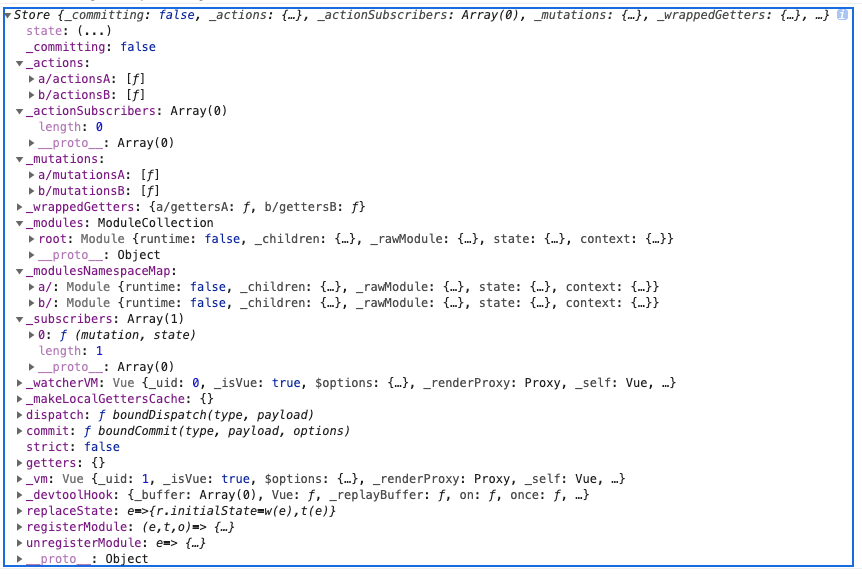 Store {_committing: false, _actions: {…}, _actionSubscribers: Array(0), _mutations: {…}, _wrappedGetters: {…}, …} i
state: (...)
_committing: false
_actions:
a/actionsA: [ƒ]
b/actionsB: [ƒ]
_actionSubscribers: Array(0)
length: 0
__proto__: Array(0)
_mutations:
a/mutationsA: [ƒ]
b/mutationsB: [ƒ]
_wrappedGetters: {a/gettersA: ƒ, b/gettersB: ƒ}
_modules: ModuleCollection
root: Module {runtime: false, _children: {…}, _rawModule: {…}, state: {…}, context: {…}}
__proto__: Object
_modulesNamespaceMap:
a/: Module {runtime: false, _children: {…}, _rawModule: {…}, state: {…}, context: {…}}
b/: Module {runtime: false, _children: {…}, _rawModule: {…}, state: {…}, context: {…}}
_subscribers: Array(1)
0: ƒ (mutation, state)
length: 1
__proto__: Array(0)
_watcherVM: Vue {_uid: 0, _isVue: true, $options: {…}, _renderProxy: Proxy, _self: Vue, …}
_makeLocalGettersCache: {}
dispatch: ƒ boundDispatch(type, payload)
commit: ƒ boundCommit(type, payload, options)
strict: false
getters: {}
_vm: Vue {_uid: 1, _isVue: true, $options: {…}, _renderProxy: Proxy, _self: Vue, …}
_devtoolHook: {_buffer: Array(0), Vue: ƒ, _replayBuffer: ƒ, on: ƒ, once: ƒ, …}
replaceState: e=>{r.initialState=w(e),t(e)}
registerModule: (e,t,o)=> {…}
unregisterModule: e=> {…}
__proto__: Object